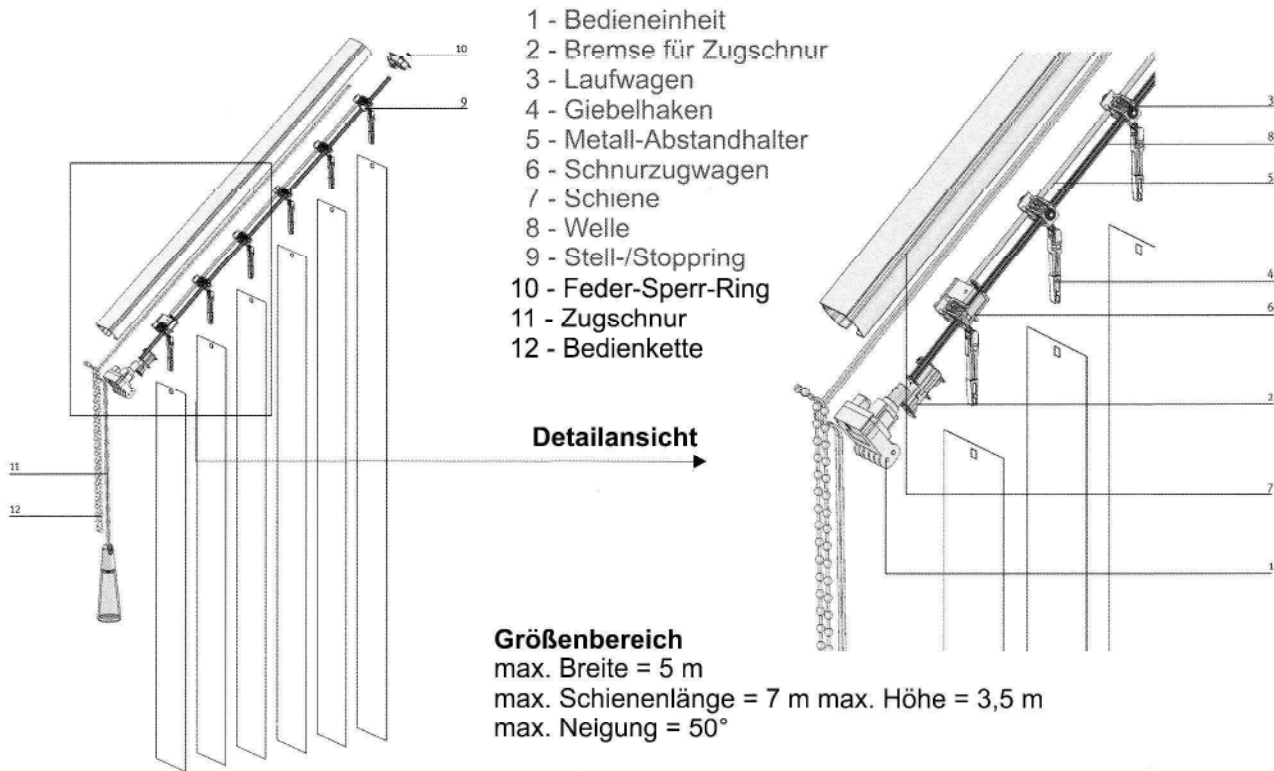 1 - Bedieneinheit
2 - Bremse für Zugschnur
3 - Laufwagen
4 - Giebelhaken
5 - Metall-Abstandhalter
6 - Schnurzugwagen
7 - Schiene
8 - Welle
9 - Stell-/Stoppring
10 - Feder-Sperr-Ring
11 - Zugschnur
12 - Bedienkette
10
9
11
12
Detailansicht
3
8
5
4
6
2
7
1
Größenbereich
max. Breite = 5 m
max. Schienenlänge = 7 m max. Höhe = 3,5 m
max. Neigung = 50°